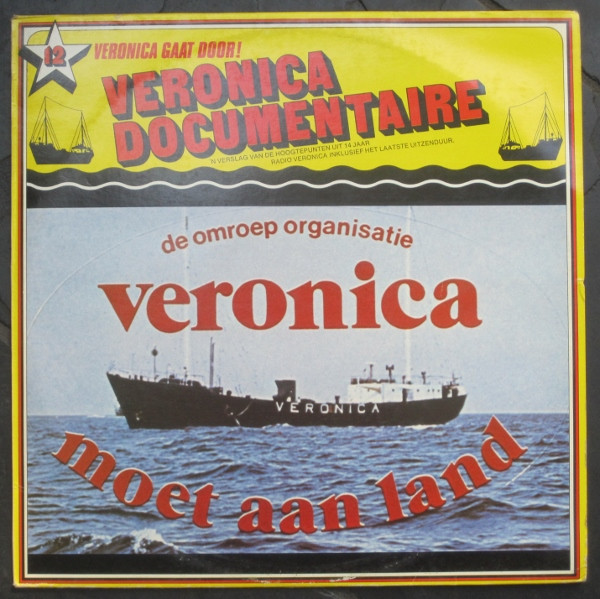 12
VERONICA GAAT DOOR!
VERONICA
DOCUMENTAIRE
'N VERSLAG VAN DE HOOGTEPUNTEN UIT 14 JAAR
RADIO VERONICA INKLUSIEF HET LAATSTE UITZENDUUR.
de omroep organisatie
veronica
VERONICA
moet aan land